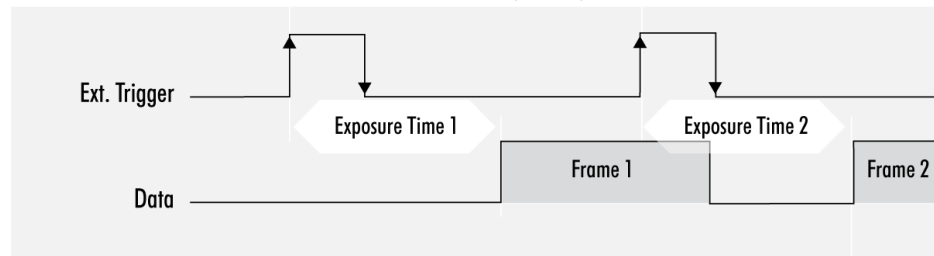 Ext. Trigger
Exposure Time 1
Exposure Time 2
Frame 1
Frame 2
Data